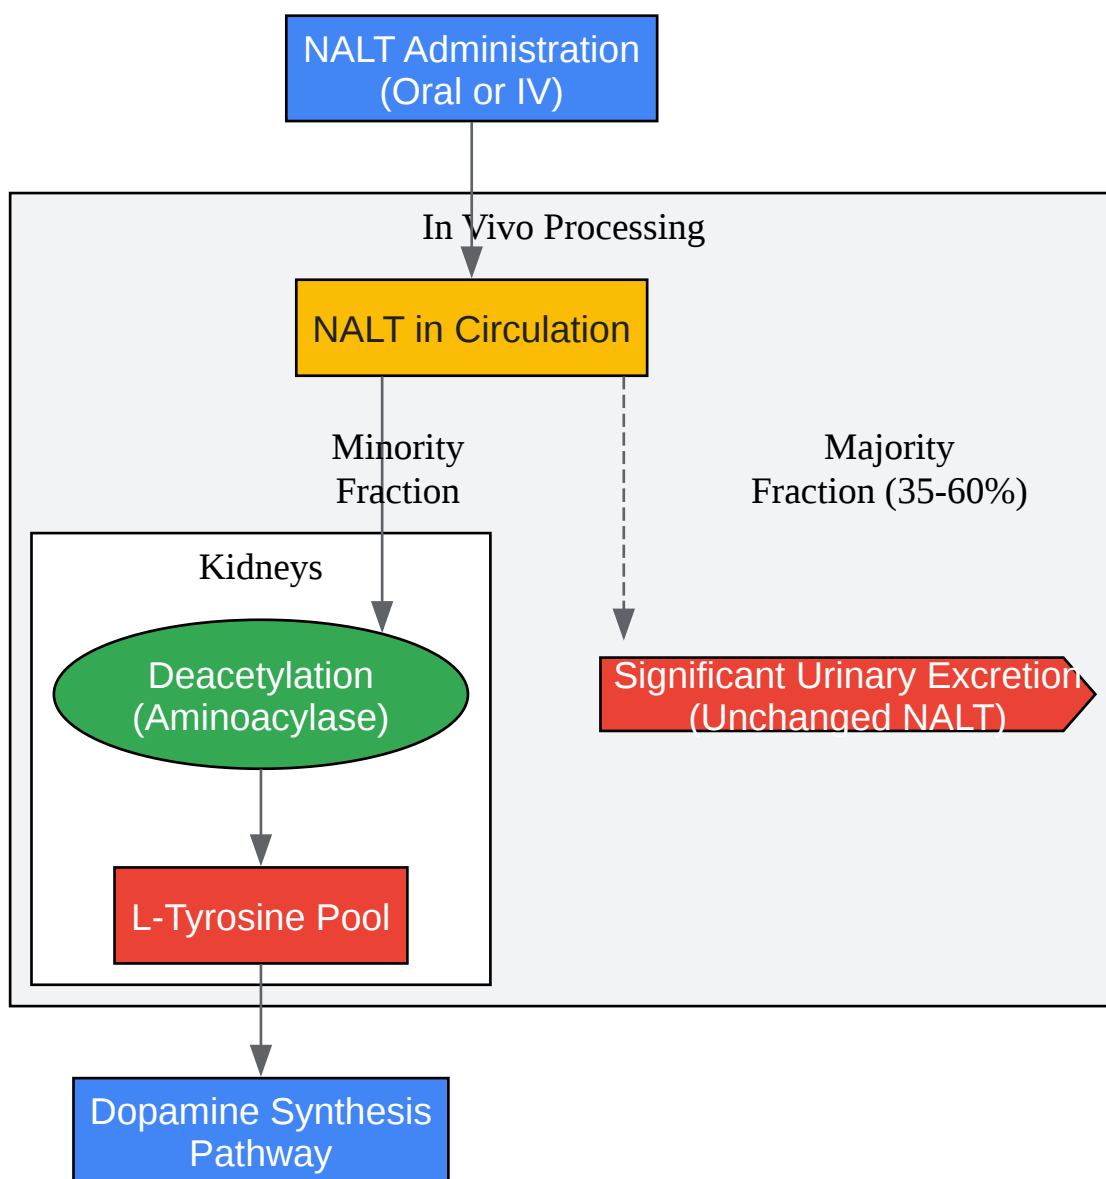 NALT Administration
(Oral or IV)
In Vivo Processing
NALT in Circulation
Minority
Fraction
Majority
Fraction (35-60%)
Kidneys
Deacetylation
(Aminoacylase)
Significant Urinary Excretion
(Unchanged NALT)
L-Tyrosine Pool
Dopamine Synthesis
Pathway